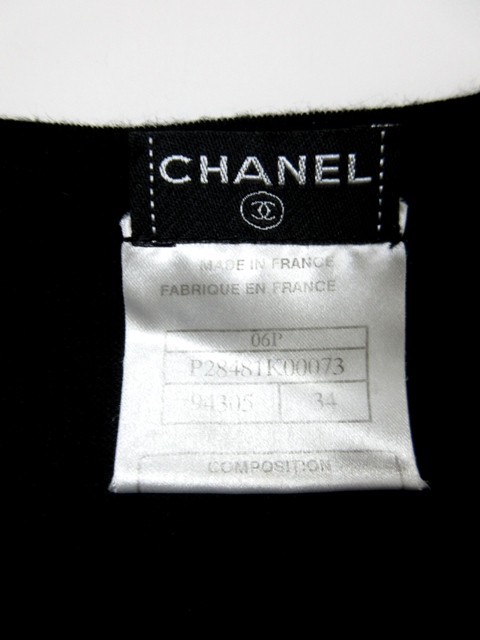 CHANEL
MADE IN FRANCE
FABRIQUE EN FRANCE
06P
P28481K00073
94305 34
COMPOSITION